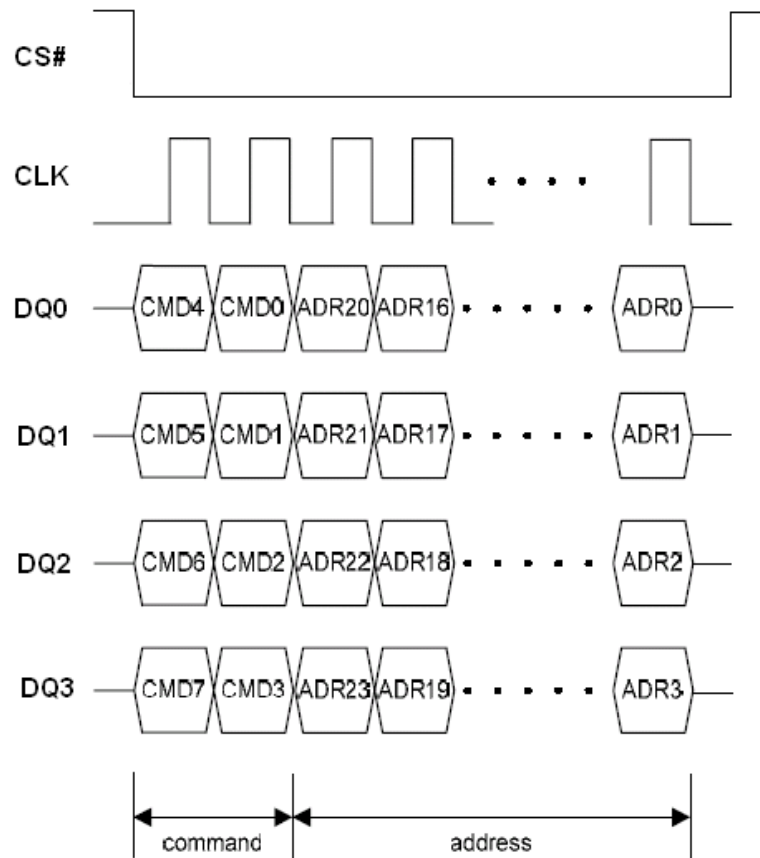 CS#
CLK
DQ0 CMD4 CMD0 ADR20 ADR16 ADR0
DQ1 CMD5 CMD1 ADR21 ADR17 ADR1
DQ2 CMD6 CMD2 ADR22 ADR18 ADR2
DQ3 CMD7 CMD3 ADR23 ADR19 ADR3
command address